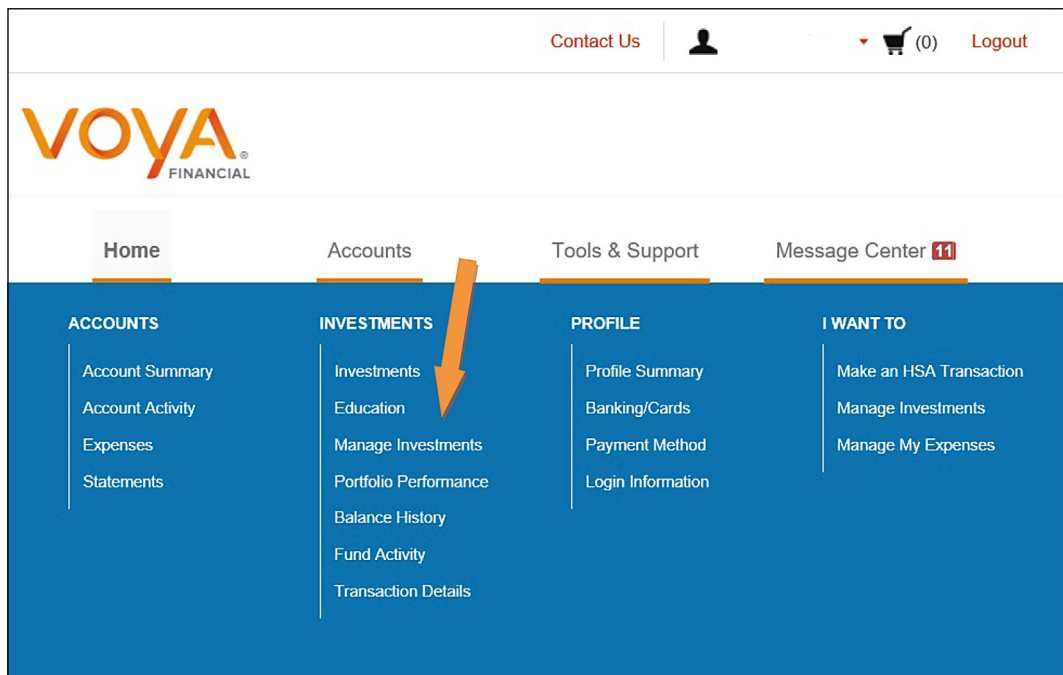 Contact Us
(0)
Logout
VOYA®
FINANCIAL
Home
Accounts
Tools & Support
Message Center 11
ACCOUNTS
Account Summary
Account Activity
Expenses
Statements
INVESTMENTS
Investments
Education
Manage Investments
Portfolio Performance
Balance History
Fund Activity
Transaction Details
PROFILE
Profile Summary
Banking/Cards
Payment Method
Login Information
I WANT TO
Make an HSA Transaction
Manage Investments
Manage My Expenses